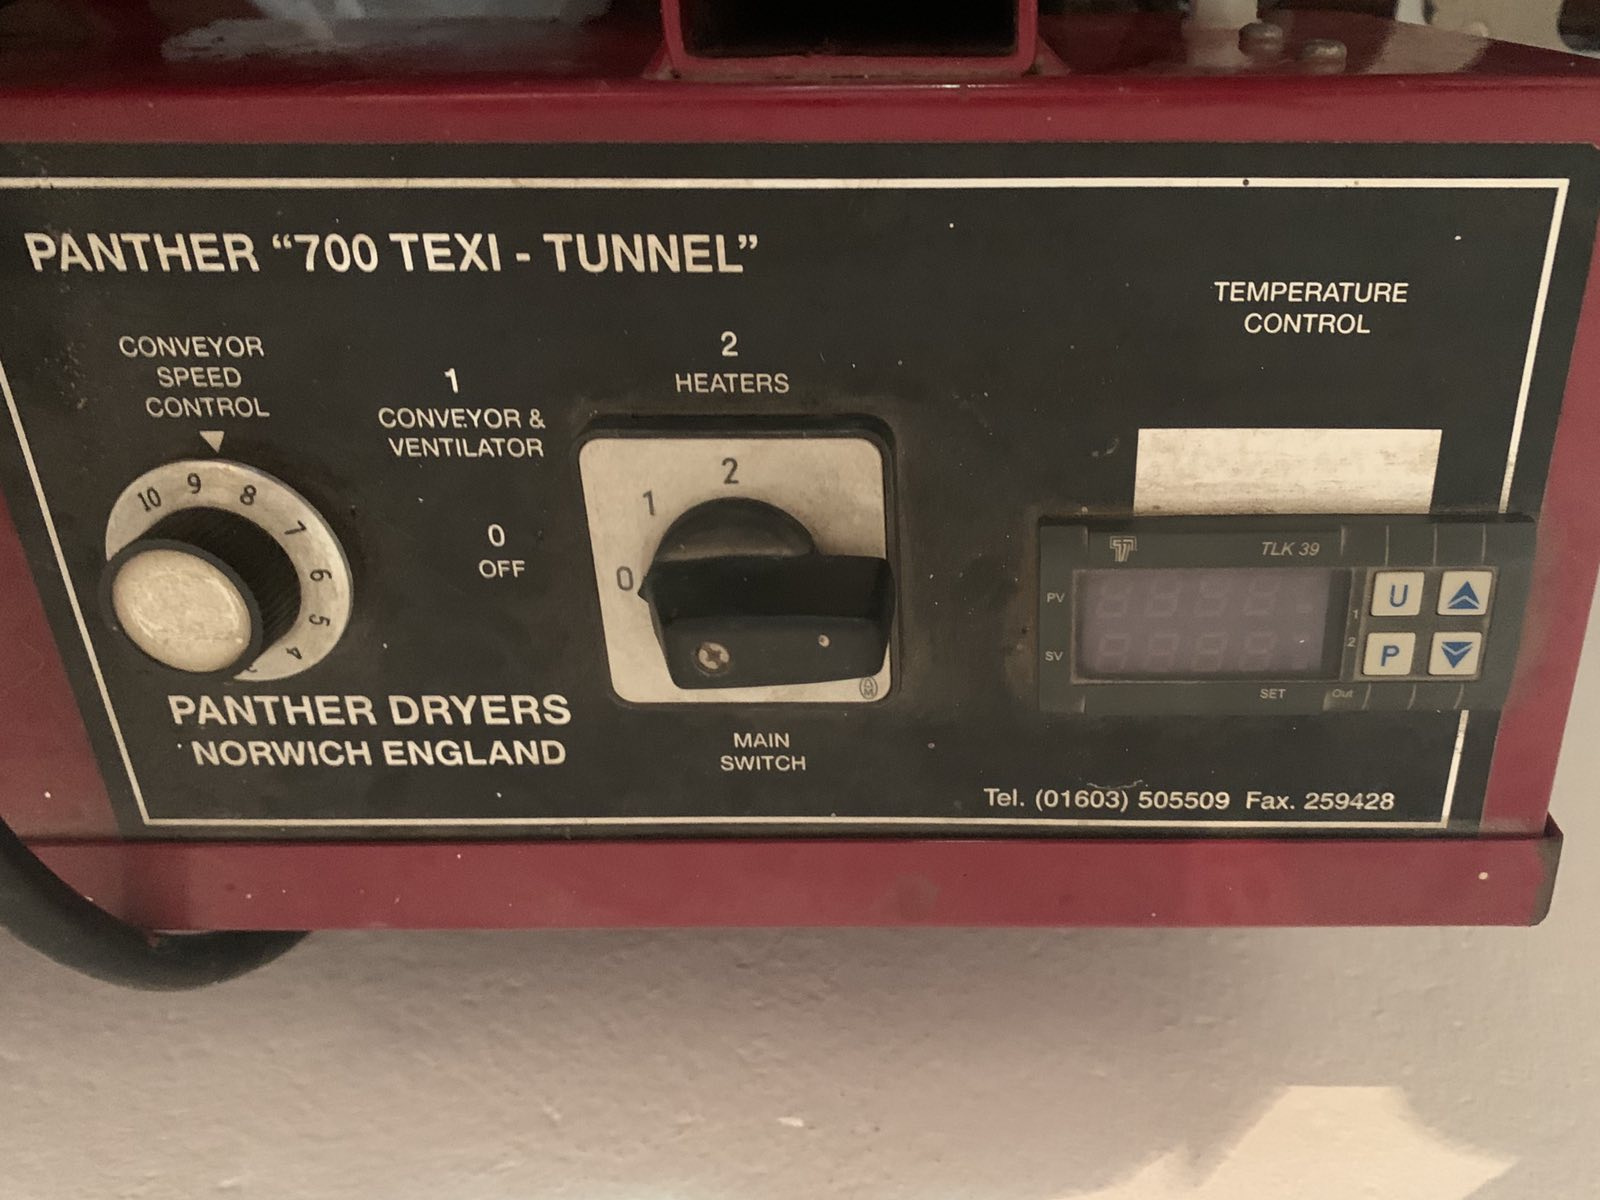 PANTHER “700 TEXI - TUNNEL”
CONVEYOR
SPEED
CONTROL
10 9 8 7 6 5 4
1
CONVEYOR &
VENTILATOR
0
OFF
2
HEATERS
2
1
0
MAIN
SWITCH
TEMPERATURE
CONTROL
TLK 39
PV
SV
1
2
SET
Out
U
P
PANTHER DRYERS
NORWICH ENGLAND
Tel. (01603) 505509 Fax. 259428